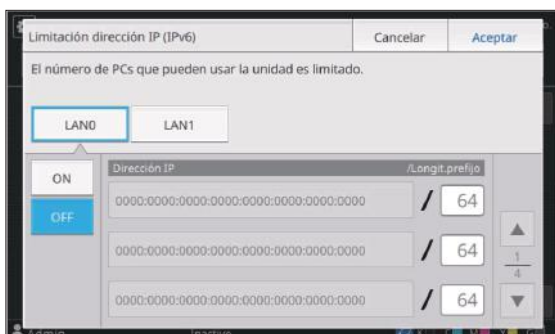 Limitación dirección IP (IPv6)
Cancelar
Aceptar
El número de PCs que pueden usar la unidad es limitado.
LAN0
LAN1
ON
OFF
Dirección IP
/Longit.prefijo
0000:0000:0000:0000:0000:0000:0000:0000 / 64
0000:0000:0000:0000:0000:0000:0000:0000 / 64
0000:0000:0000:0000:0000:0000:0000:0000 / 64
1
4
Admin
Inactivo